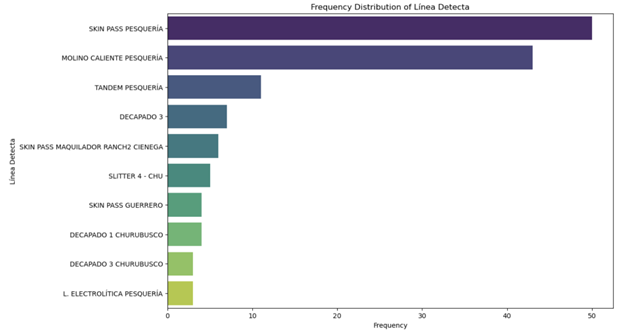 Frequency Distribution of Línea Detecta
SKIN PASS PESQUERÍA
MOLINO CALIENTE PESQUERÍA
TANDEM PESQUERÍA
DECAPADO 3
SKIN PASS MAQUILADOR RANCH2 CIENEGA
SLITTER 4 - CHU
SKIN PASS GUERRERO
DECAPADO 1 CHURUBUSCO
DECAPADO 3 CHURUBUSCO
L. ELECTROLÍTICA PESQUERÍA
Línea Detecta
0 10 20 30 40 50
Frequency